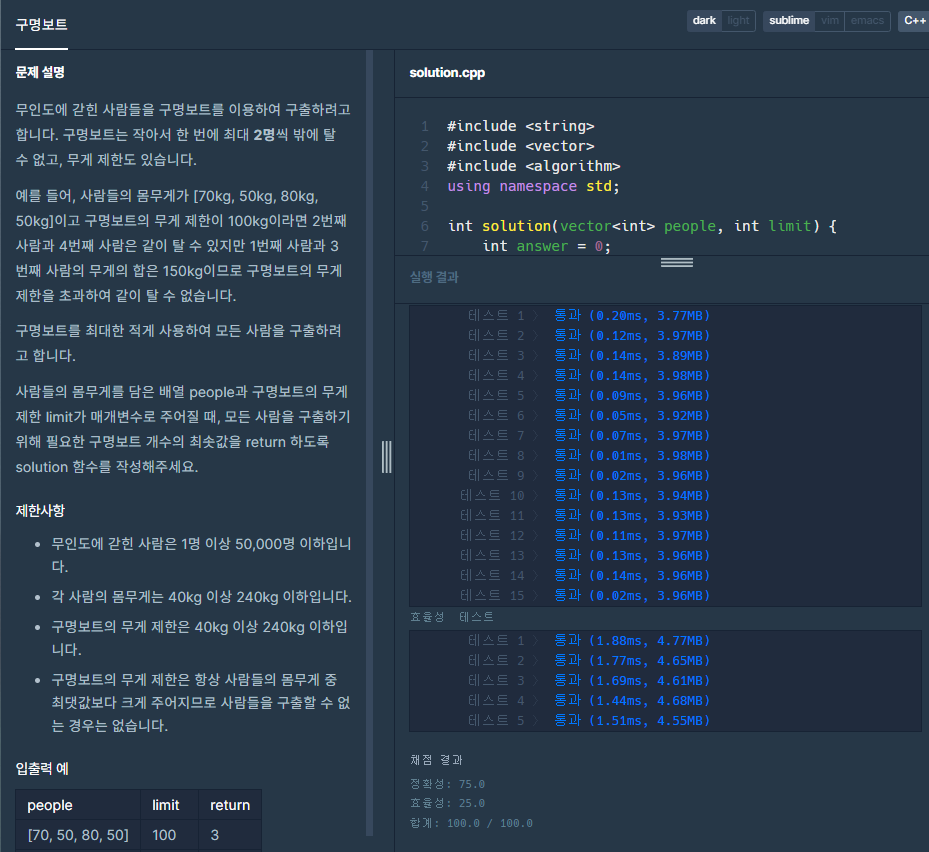 구명보트
dark light sublime vim emacs C++
문제 설명
무인도에 갇힌 사람들을 구명보트를 이용하여 구출하려고
합니다. 구명보트는 작아서 한 번에 최대 2명씩 밖에 탈
수 없고, 무게 제한도 있습니다.
예를 들어, 사람들의 몸무게가 [70kg, 50kg, 80kg,
50kg]이고 구명보트의 무게 제한이 100kg이라면 2번째
사람과 4번째 사람은 같이 탈 수 있지만 1번째 사람과 3
번째 사람의 무게의 합은 150kg이므로 구명보트의 무게
제한을 초과하여 같이 탈 수 없습니다.
구명보트를 최대한 적게 사용하여 모든 사람을 구출하려
고 합니다.
사람들의 몸무게를 담은 배열 people과 구명보트의 무게
제한 limit가 매개변수로 주어질 때, 모든 사람을 구출하기
위해 필요한 구명보트 개수의 최솟값을 return 하도록
solution 함수를 작성해주세요.
제한사항
• 무인도에 갇힌 사람은 1명 이상 50,000명 이하입니
다.
• 각 사람의 몸무게는 40kg 이상 240kg 이하입니다.
• 구명보트의 무게 제한은 40kg 이상 240kg 이하입
니다.
• 구명보트의 무게 제한은 항상 사람들의 몸무게 중
최댓값보다 크게 주어지므로 사람들을 구출할 수 없
는 경우는 없습니다.
입출력 예
people limit return
[70, 50, 80, 50] 100 3
solution.cpp
1 #include <string>
2 #include <vector>
3 #include <algorithm>
4 using namespace std;
5
6 int solution(vector<int> people, int limit) {
7 int answer = 0;
실행 결과
테스트 1 〉 통과 (0.20ms, 3.77MB)
테스트 2 〉 통과 (0.12ms, 3.97MB)
테스트 3 〉 통과 (0.14ms, 3.89MB)
테스트 4 〉 통과 (0.14ms, 3.98MB)
테스트 5 〉 통과 (0.09ms, 3.96MB)
테스트 6 〉 통과 (0.05ms, 3.92MB)
테스트 7 〉 통과 (0.07ms, 3.97MB)
테스트 8 〉 통과 (0.01ms, 3.98MB)
테스트 9 〉 통과 (0.02ms, 3.96MB)
테스트 10 〉 통과 (0.13ms, 3.94MB)
테스트 11 〉 통과 (0.13ms, 3.93MB)
테스트 12 〉 통과 (0.11ms, 3.97MB)
테스트 13 〉 통과 (0.13ms, 3.96MB)
테스트 14 〉 통과 (0.14ms, 3.96MB)
테스트 15 〉 통과 (0.02ms, 3.96MB)
효율성 테스트
테스트 1 〉 통과 (1.88ms, 4.77MB)
테스트 2 〉 통과 (1.77ms, 4.65MB)
테스트 3 〉 통과 (1.69ms, 4.61MB)
테스트 4 〉 통과 (1.44ms, 4.68MB)
테스트 5 〉 통과 (1.51ms, 4.55MB)
채점 결과
정확성: 75.0
효율성: 25.0
합계: 100.0 / 100.0